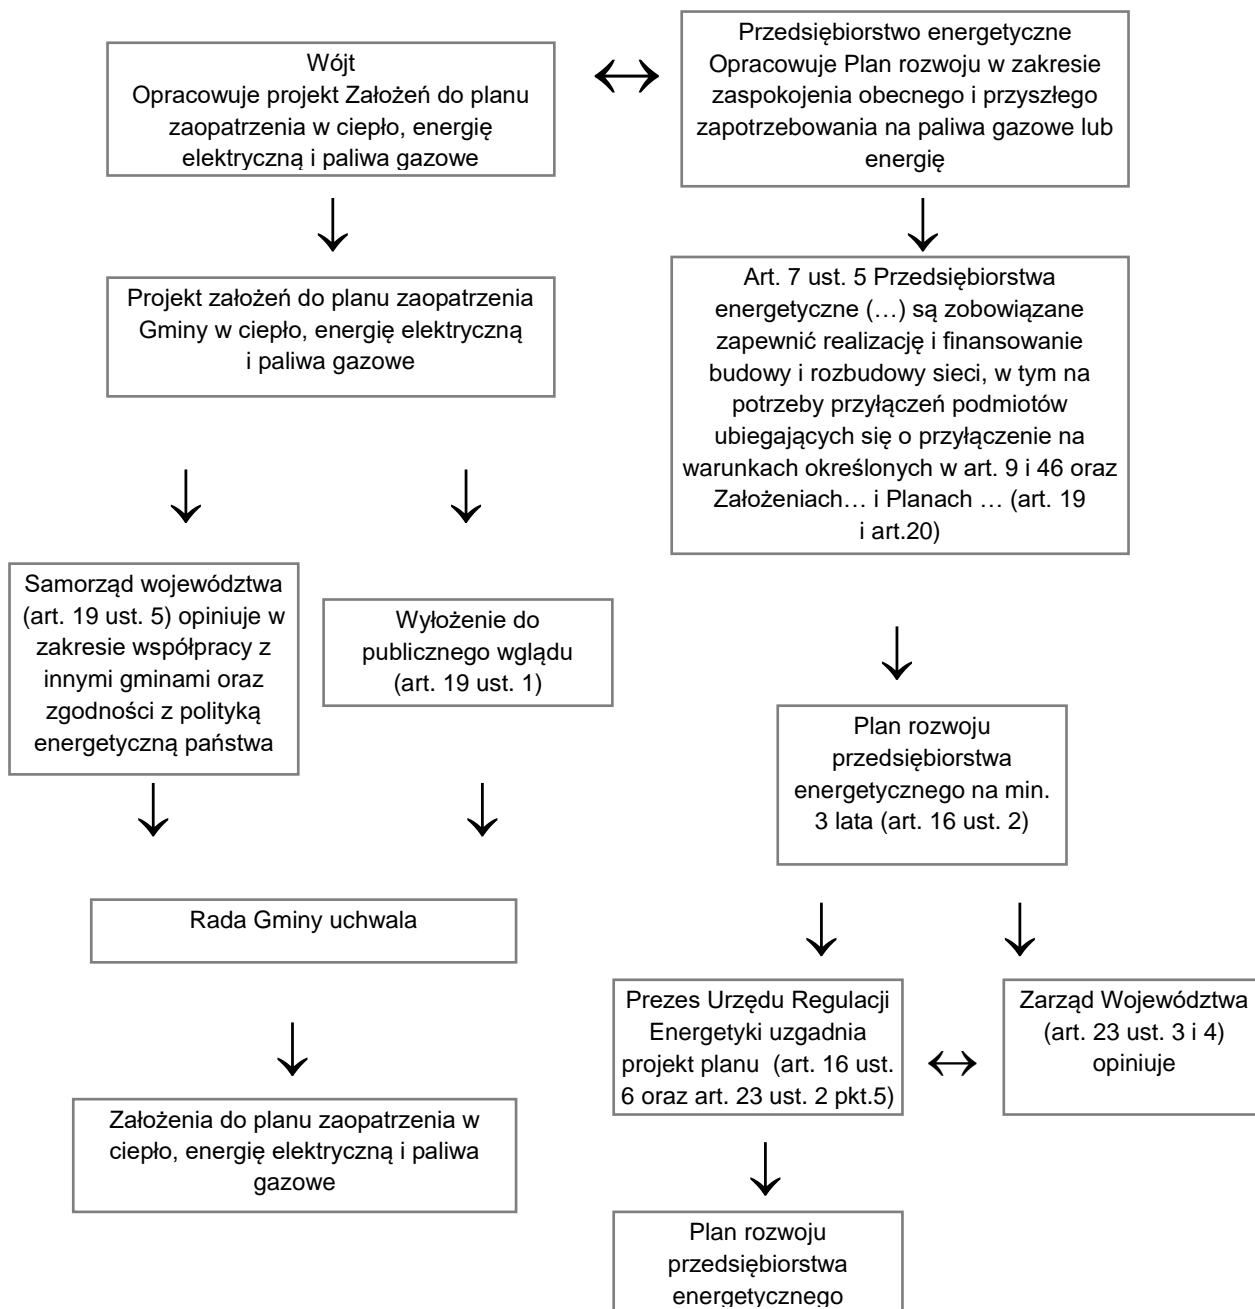 Wójt
Opracowuje projekt Założeń do planu
zaopatrzenia w ciepło, energię
elektryczną i paliwa gazowe
Przedsiębiorstwo energetyczne
Opracowuje Plan rozwoju w zakresie
zaspokojenia obecnego i przyszłego
zapotrzebowania na paliwa gazowe lub
energię
Projekt założeń do planu zaopatrzenia
Gminy w ciepło, energię elektryczną
i paliwa gazowe
Art. 7 ust. 5 Przedsiębiorstwa
energetyczne (…) są zobowiązane
zapewnić realizację i finansowanie
budowy i rozbudowy sieci, w tym na
potrzeby przyłączeń podmiotów
ubiegających się o przyłączenie na
warunkach określonych w art. 9 i 46 oraz
Założeniach… i Planach … (art. 19
i art.20)
Samorząd województwa
(art. 19 ust. 5) opiniuje w
zakresie współpracy z
innymi gminami oraz
zgodności z polityką
energetyczną państwa
Wyłożenie do
publicznego wglądu
(art. 19 ust. 1)
Plan rozwoju
przedsiębiorstwa
energetycznego na min.
3 lata (art. 16 ust. 2)
Rada Gminy uchwala
Prezes Urzędu Regulacji
Energetyki uzgadnia
projekt planu  (art. 16 ust.
6 oraz art. 23 ust. 2 pkt.5)
Zarząd Województwa
(art. 23 ust. 3 i 4)
opiniuje
Założenia do planu zaopatrzenia w
ciepło, energię elektryczną i paliwa
gazowe
Plan rozwoju
przedsiębiorstwa
energetycznego